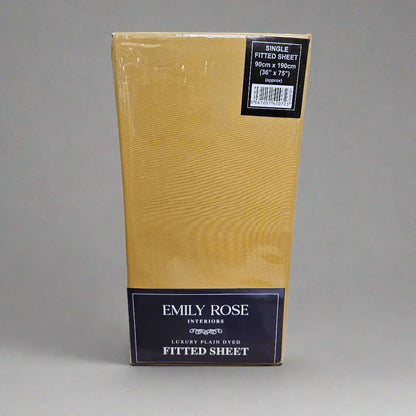 SINGLE
FITTED SHEET
90cm x 190cm
(36" x 75")
(approx)
EMILY ROSE
INTERIORS
LUXURY PLAIN DYED
FITTED SHEET